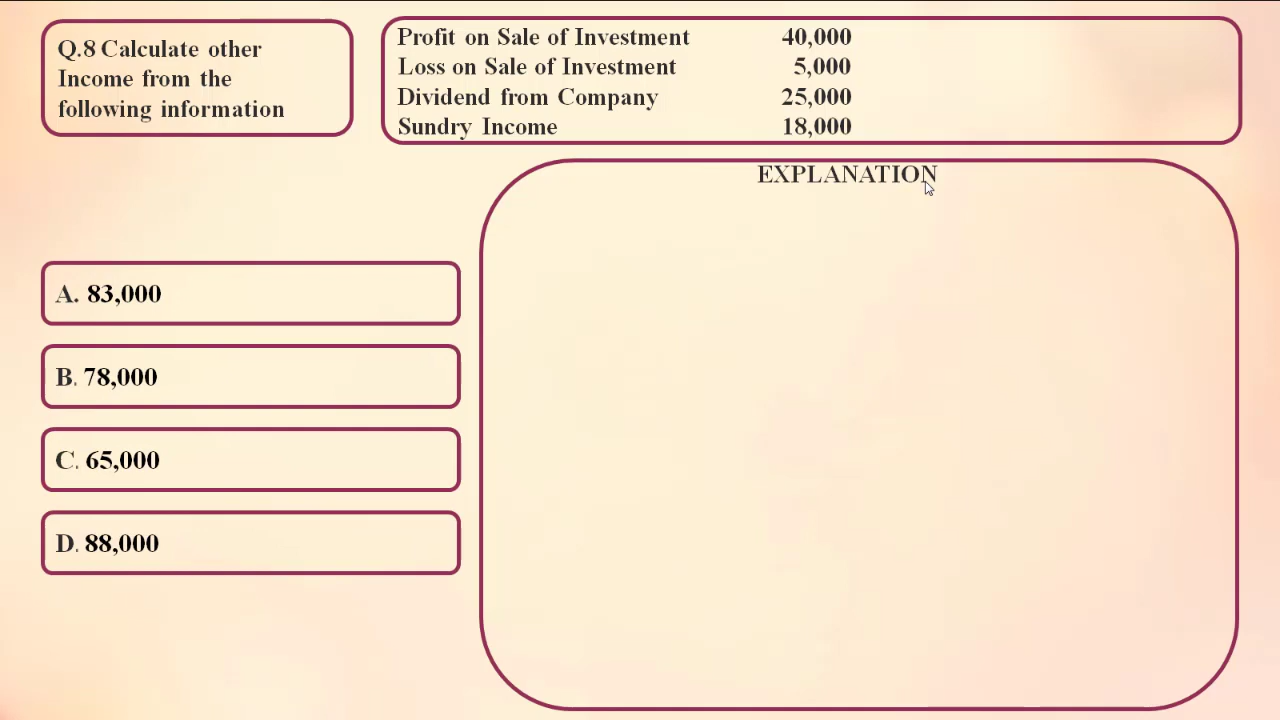 Q.8 Calculate other
Income from the
following information
Profit on Sale of Investment 40,000
Loss on Sale of Investment 5,000
Dividend from Company 25,000
Sundry Income 18,000
EXPLANATION
A. 83,000
B. 78,000
C. 65,000
D. 88,000